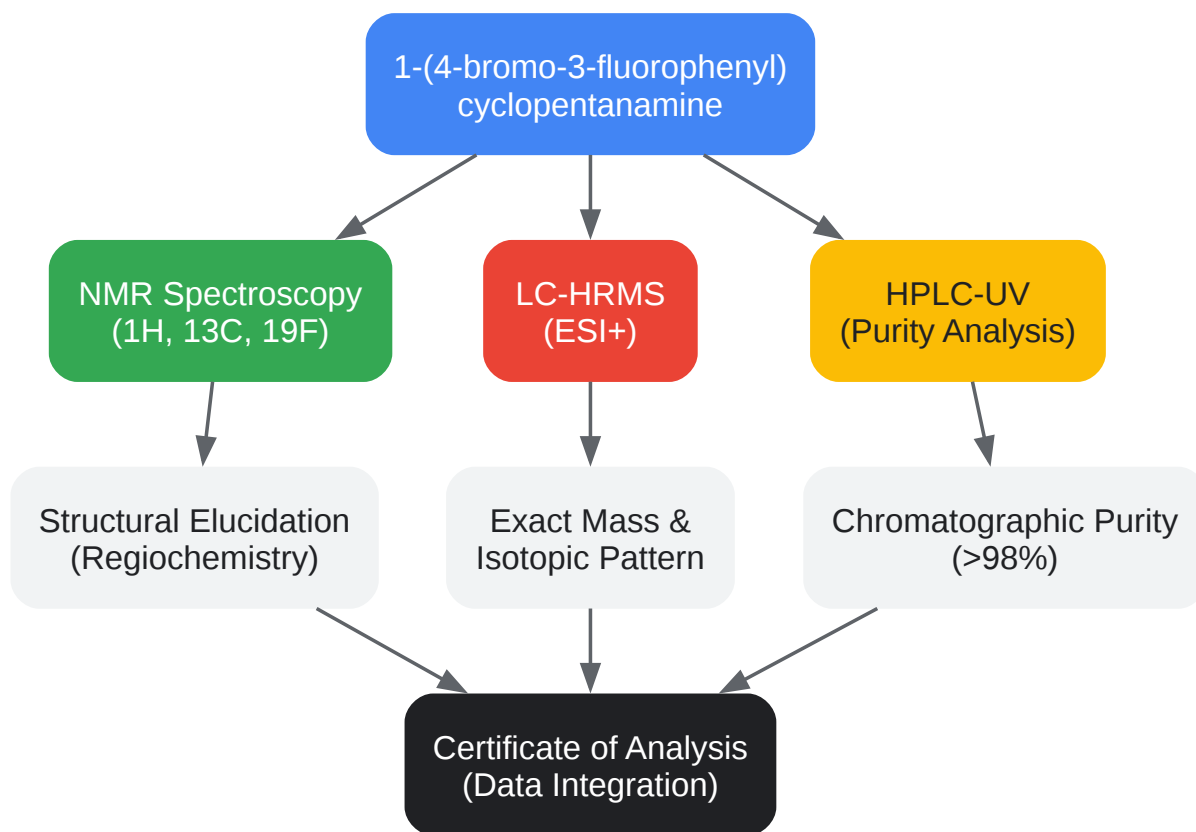 1-(4-bromo-3-fluorophenyl)
cyclopentanamine
NMR Spectroscopy
(1H, 13C, 19F)
LC-HRMS
(ESI+)
HPLC-UV
(Purity Analysis)
Structural Elucidation
(Regiochemistry)
Exact Mass &
Isotopic Pattern
Chromatographic Purity
(>98%)
Certificate of Analysis
(Data Integration)